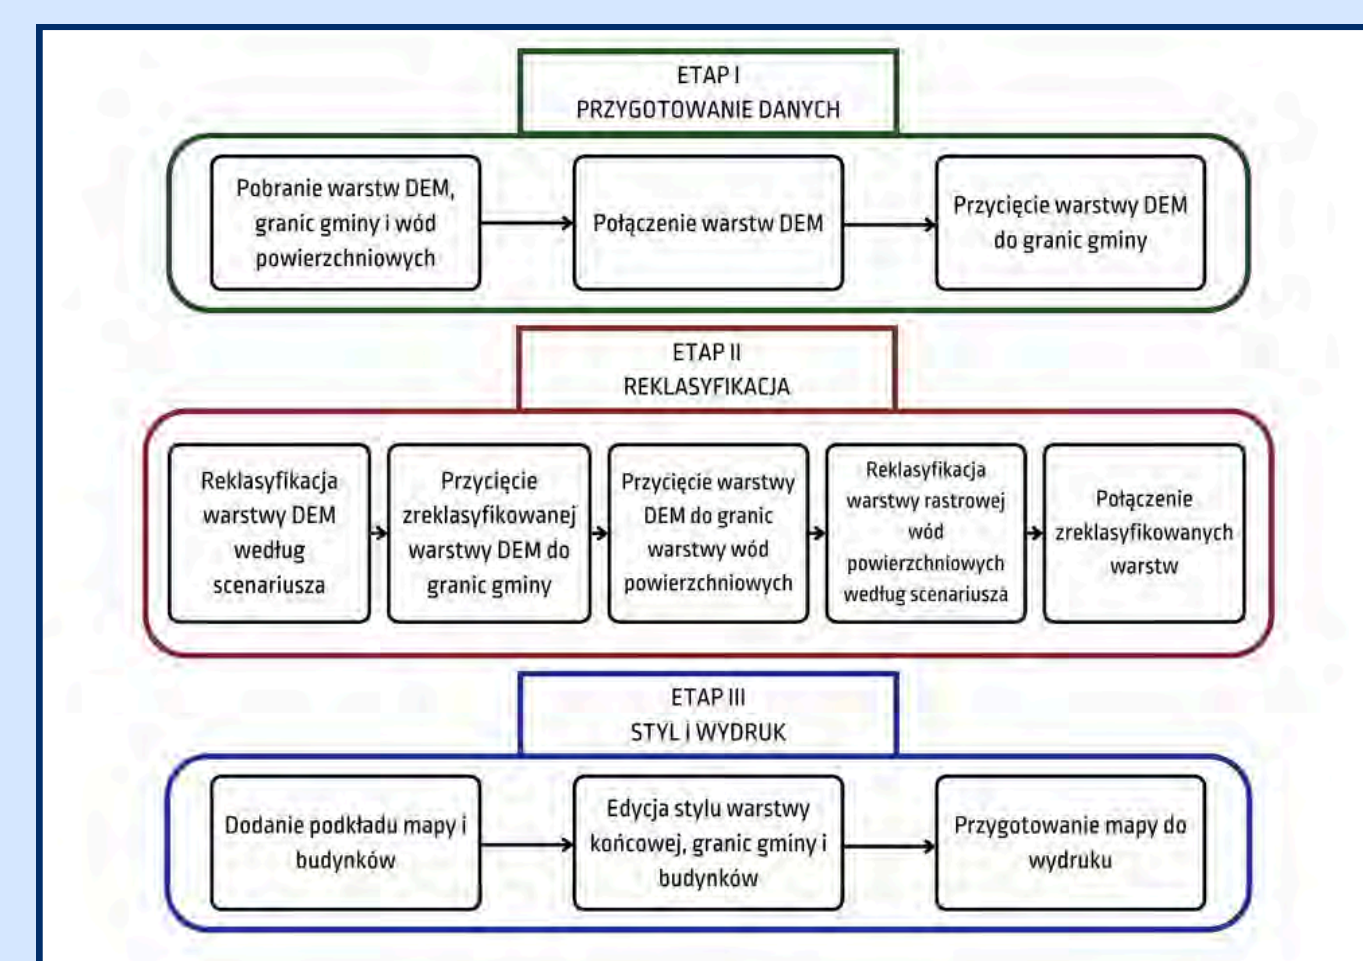 ETAP I
PRZYGOTOWANIE DANYCH
Pobranie warstw DEM,
granic gminy i wód
powierzchniowych
Połączenie warstw DEM
Przycięcie warstwy DEM
do granic gminy
ETAP II
REKLASYFIKACJA
Reklasyfikacja
warstwy DEM
według
scenariusza
Przycięcie
zreklasyfikowanej
warstwy DEM do
granic gminy
Przycięcie warstwy
DEM do granic
warstwy wód
powierzchniowych
Reklasyfikacja
warstwy rastrowej
wód
powierzchniowych
według scenariusza
Połączenie
zreklasyfikowanych
warstw
ETAP III
STYL I WYDRUK
Dodanie podkładu mapy i
budynków
Edycja stylu warstwy
końcowej, granic gminy i
budynków
Przygotowanie mapy do
wydruku